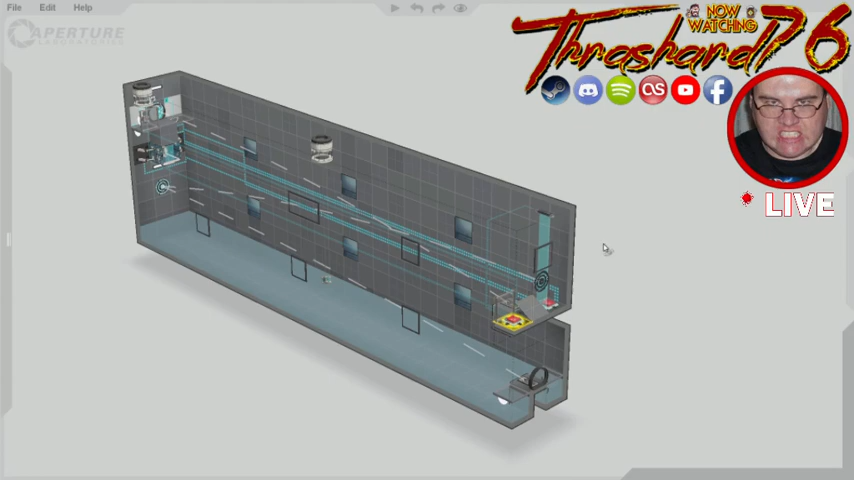 File Edit Help
APERTURE
LABORATORIES
NOW
WATCHING
Thrashard76
LIVE